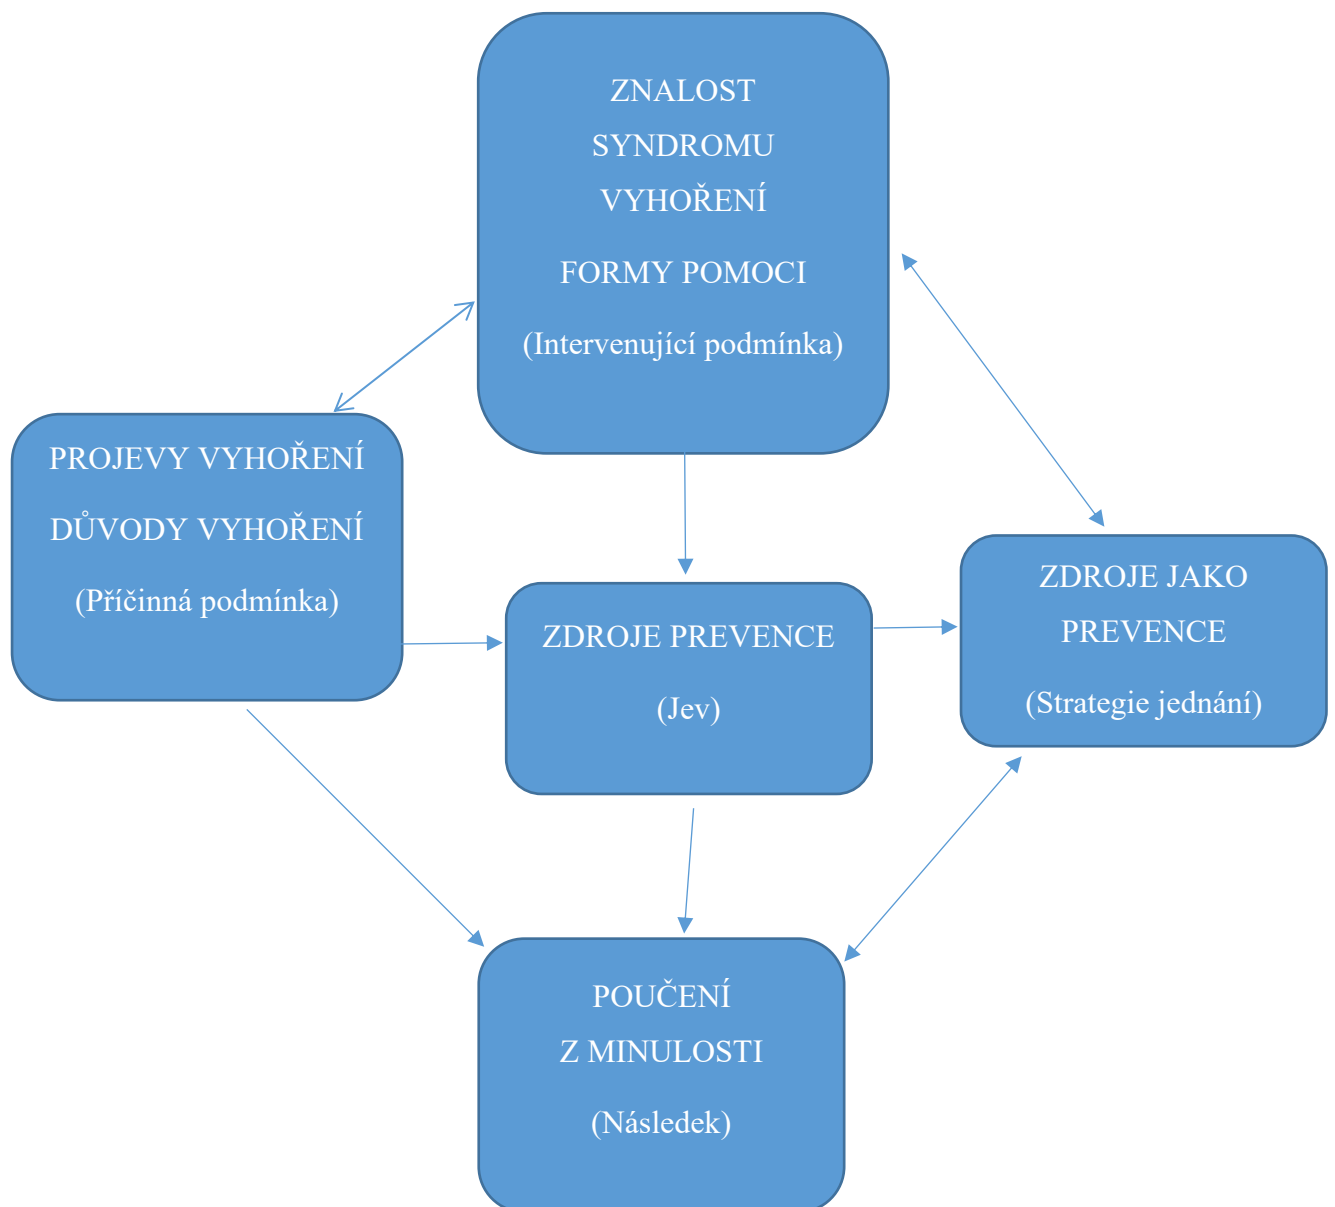 ZNALOST
SYNDROMU
VYHOŘENÍ
FORMY POMOCI
(Intervenující podmínka)
PROJEVY VYHOŘENÍ
DŮVODY VYHOŘENÍ
(Příčinná podmínka)
ZDROJE PREVENCE
(Jev)
ZDROJE JAKO
PREVENCE
(Strategie jednání)
POUČENÍ
Z MINULOSTI
(Následek)